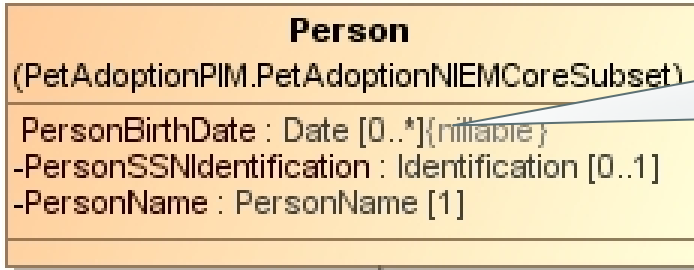 Person
(PetAdoptionPIM.PetAdoptionNIEMCoreSubset)
PersonBirthDate : Date [0..*]{nillable}
-PersonSSNIdentification : Identification [0..1]
-PersonName : PersonName [1]